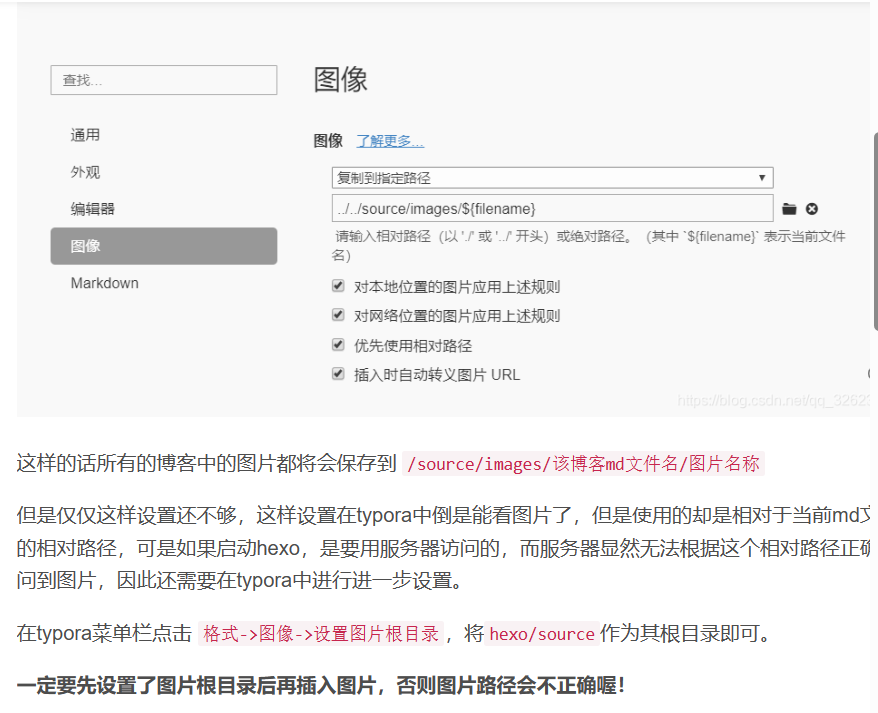 查找...
图像
图像 了解更多...
通用
外观
编辑器
图像
Markdown
复制到指定路径
../../source/images/${filename}
请输入相对路径（以 './' 或 '../' 开头）或绝对路径。（其中 `${filename}` 表示当前文件
名）
对本地位置的图片应用上述规则
对网络位置的图片应用上述规则
优先使用相对路径
插入时自动转义图片 URL
https://blog.csdn.net/qq_32623
这样的话所有的博客中的图片都将会保存到 /source/images/该博客md文件名/图片名称
但是仅仅这样设置还不够，这样设置在typora中倒是能看图片了，但是使用的却是相对于当前md文
的相对路径，可是如果启动hexo，是要用服务器访问的，而服务器显然无法根据这个相对路径正确
问到图片，因此还需要在typora中进行进一步设置。
在typora菜单栏点击 格式->图像->设置图片根目录 ，将 hexo/source 作为其根目录即可。
一定要先设置了图片根目录后再插入图片，否则图片路径会不正确喔！